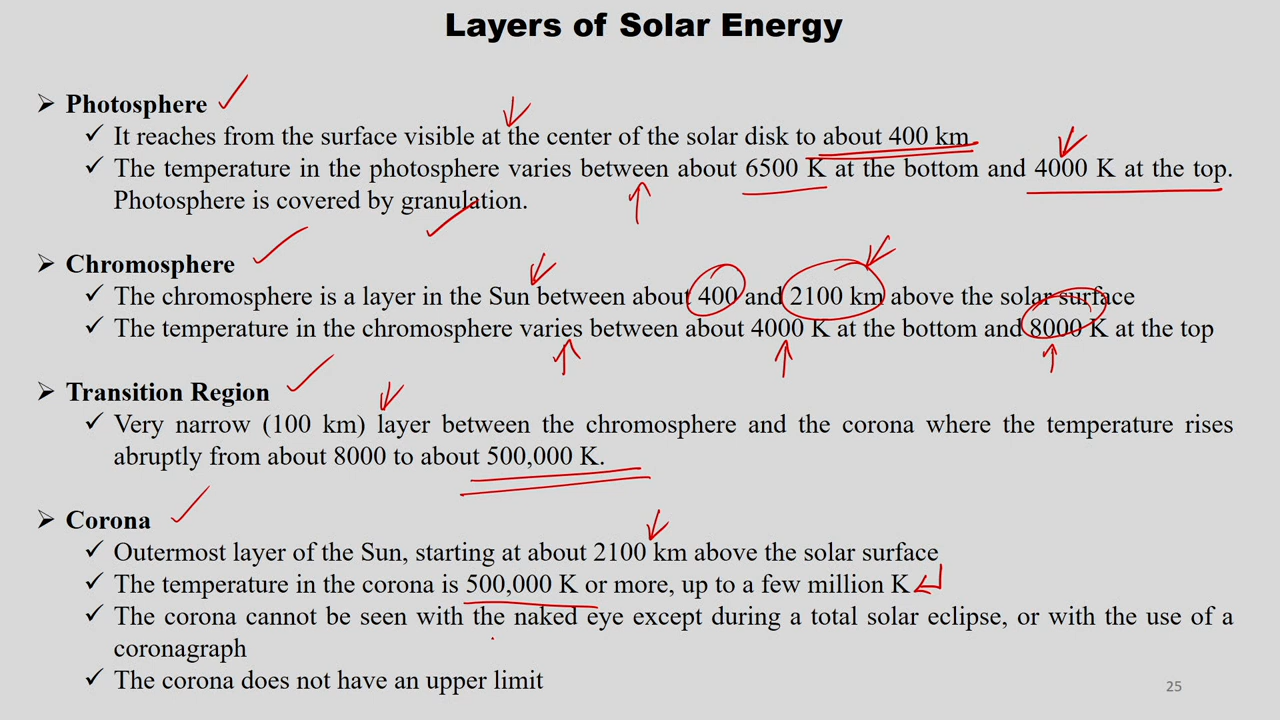 Layers of Solar Energy
➢ Photosphere
✓ It reaches from the surface visible at the center of the solar disk to about 400 km.
✓ The temperature in the photosphere varies between about 6500 K at the bottom and 4000 K at the top.
Photosphere is covered by granulation.
➢ Chromosphere
✓ The chromosphere is a layer in the Sun between about 400 and 2100 km above the solar surface
✓ The temperature in the chromosphere varies between about 4000 K at the bottom and 8000 K at the top
➢ Transition Region
✓ Very narrow (100 km) layer between the chromosphere and the corona where the temperature rises
abruptly from about 8000 to about 500,000 K.
➢ Corona
✓ Outermost layer of the Sun, starting at about 2100 km above the solar surface
✓ The temperature in the corona is 500,000 K or more, up to a few million K
✓ The corona cannot be seen with the naked eye except during a total solar eclipse, or with the use of a
coronagraph
✓ The corona does not have an upper limit
25